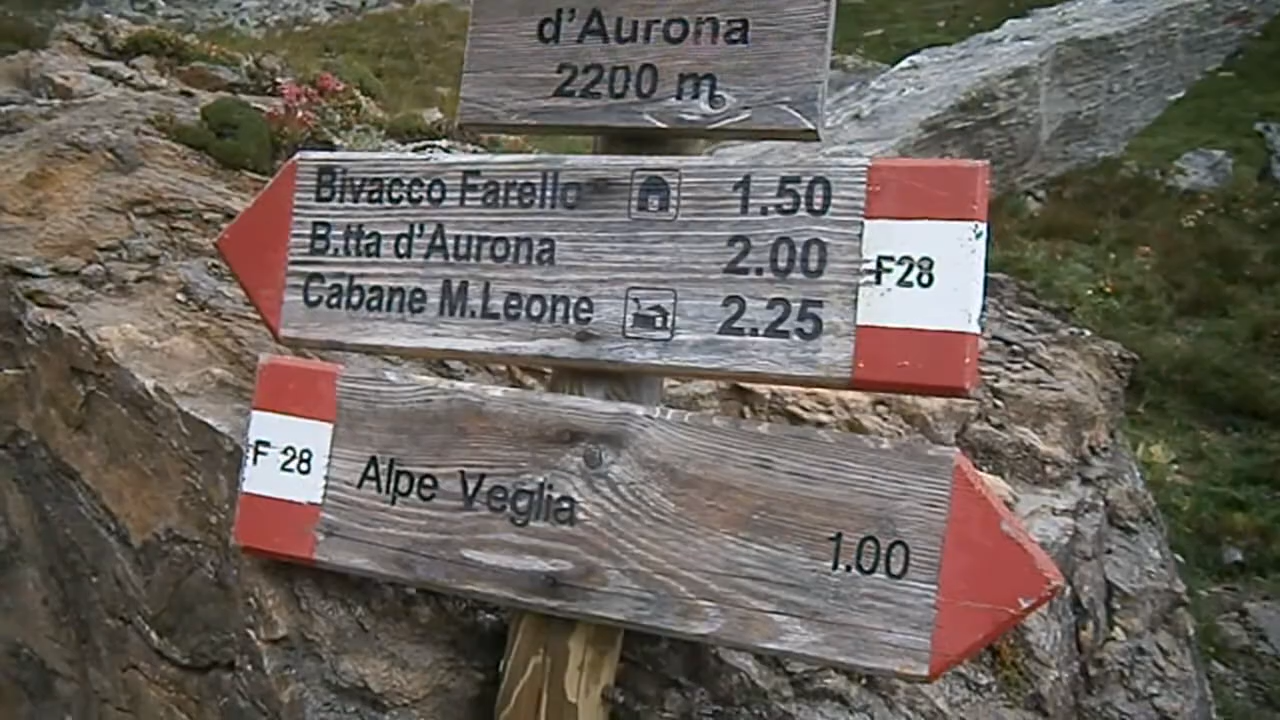 d'Aurona
2200 m
Bivacco Farello 1.50
B.tta d'Aurona 2.00
Cabane M.Leone 2.25
F28
F 28
Alpe Veglia
1.00